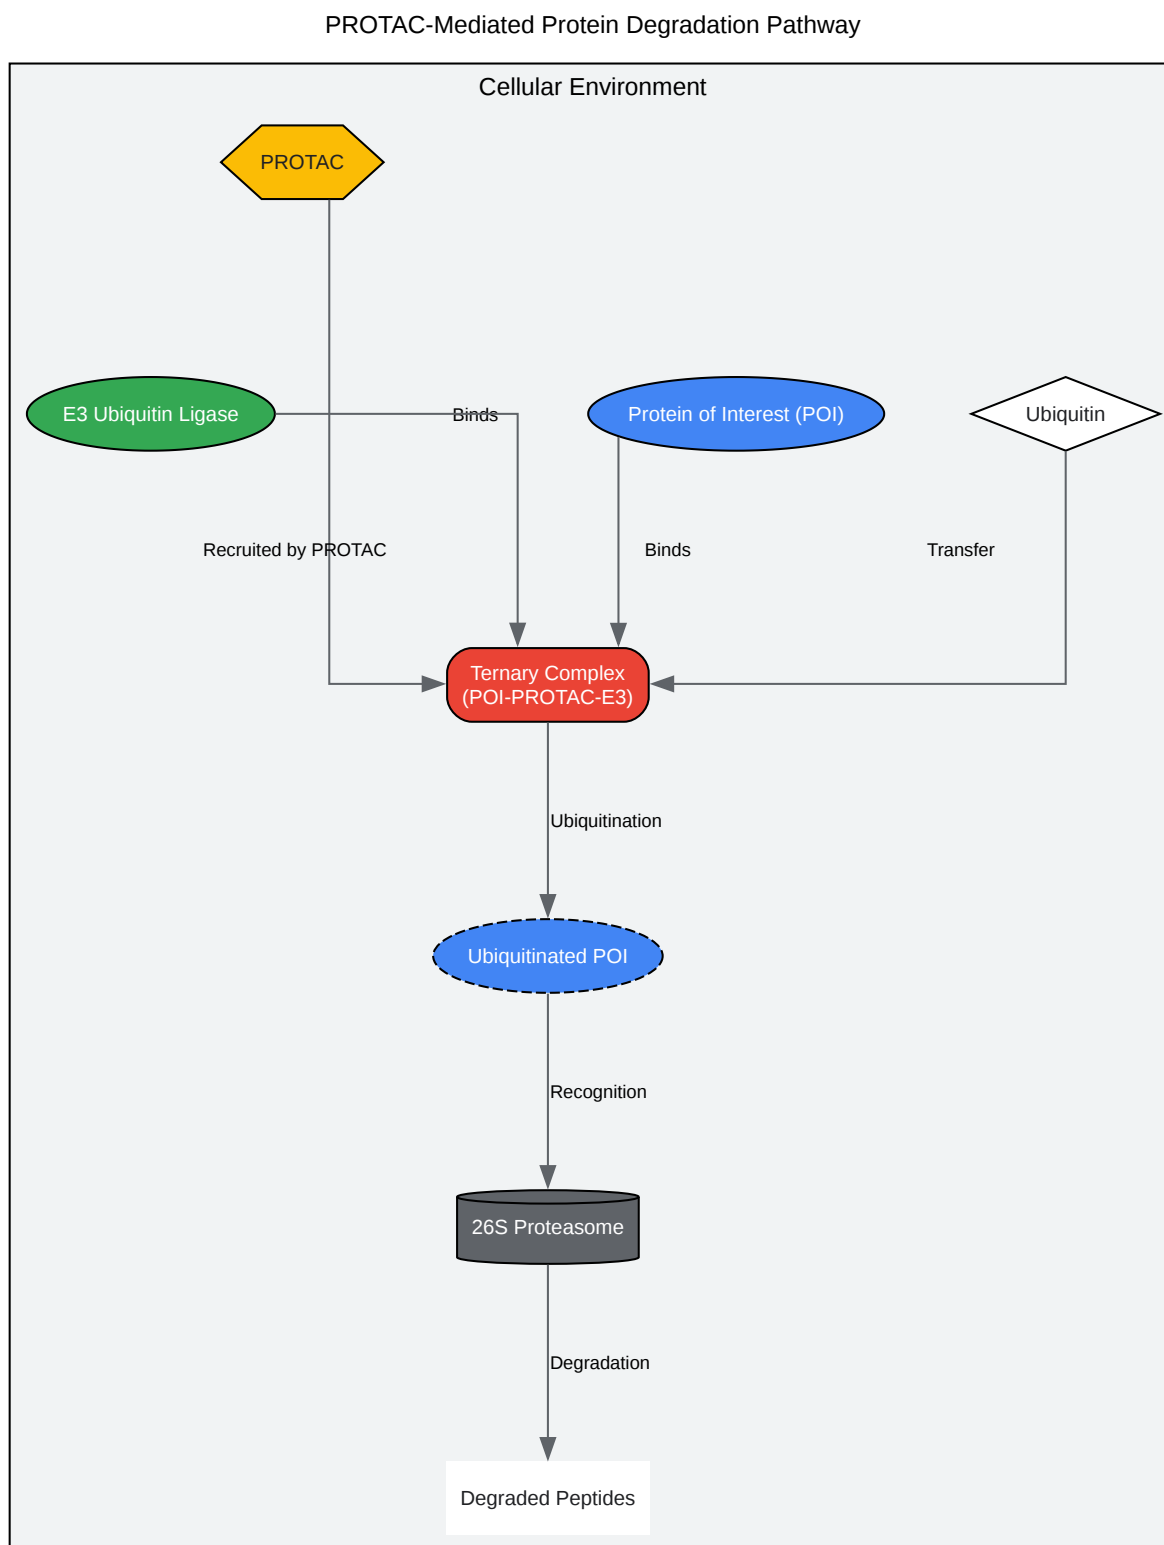 PROTAC-Mediated Protein Degradation Pathway
Cellular Environment
PROTAC
E3 Ubiquitin Ligase
Binds
Protein of Interest (POI)
Ubiquitin
Recruited by PROTAC
Binds
Transfer
Ternary Complex
(POI-PROTAC-E3)
Ubiquitination
Ubiquitinated POI
Recognition
26S Proteasome
Degradation
Degraded Peptides